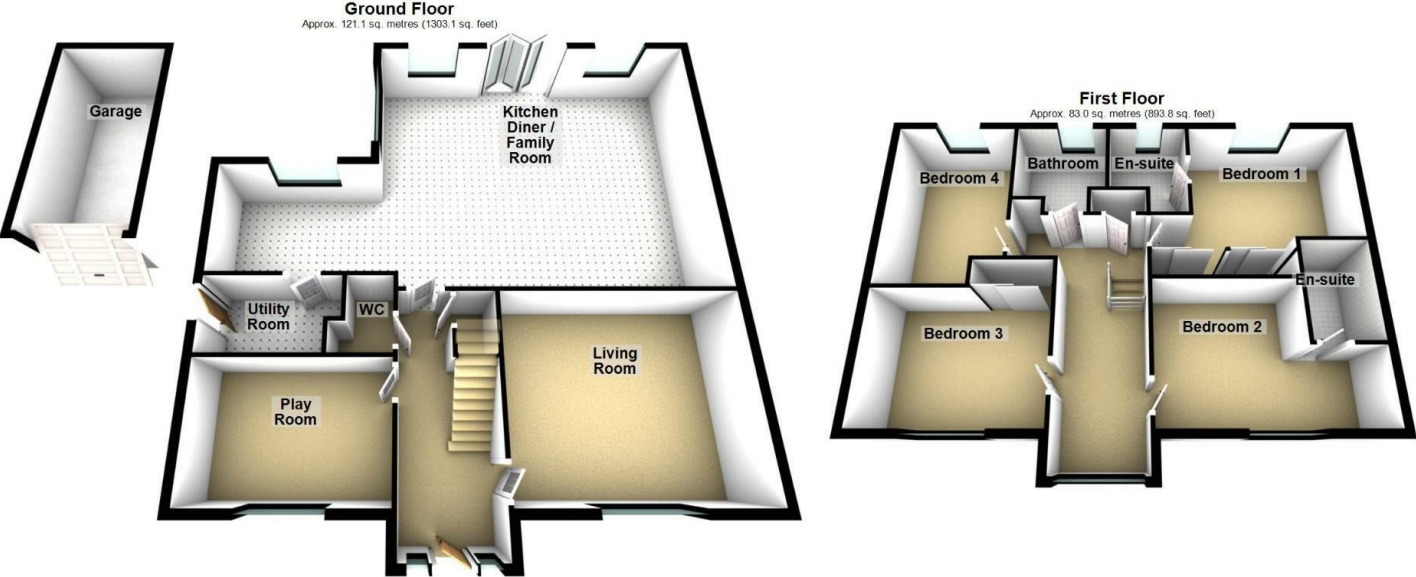 Ground Floor
Approx. 121.1 sq. metres (1303.1 sq. feet)
Garage
Kitchen
Diner /
Family
Room
Utility
Room
WC
Living
Room
Play
Room
First Floor
Approx. 83.0 sq. metres (893.8 sq. feet)
Bedroom 4
Bathroom
En-suite
Bedroom 1
En-suite
Bedroom 3
Bedroom 2